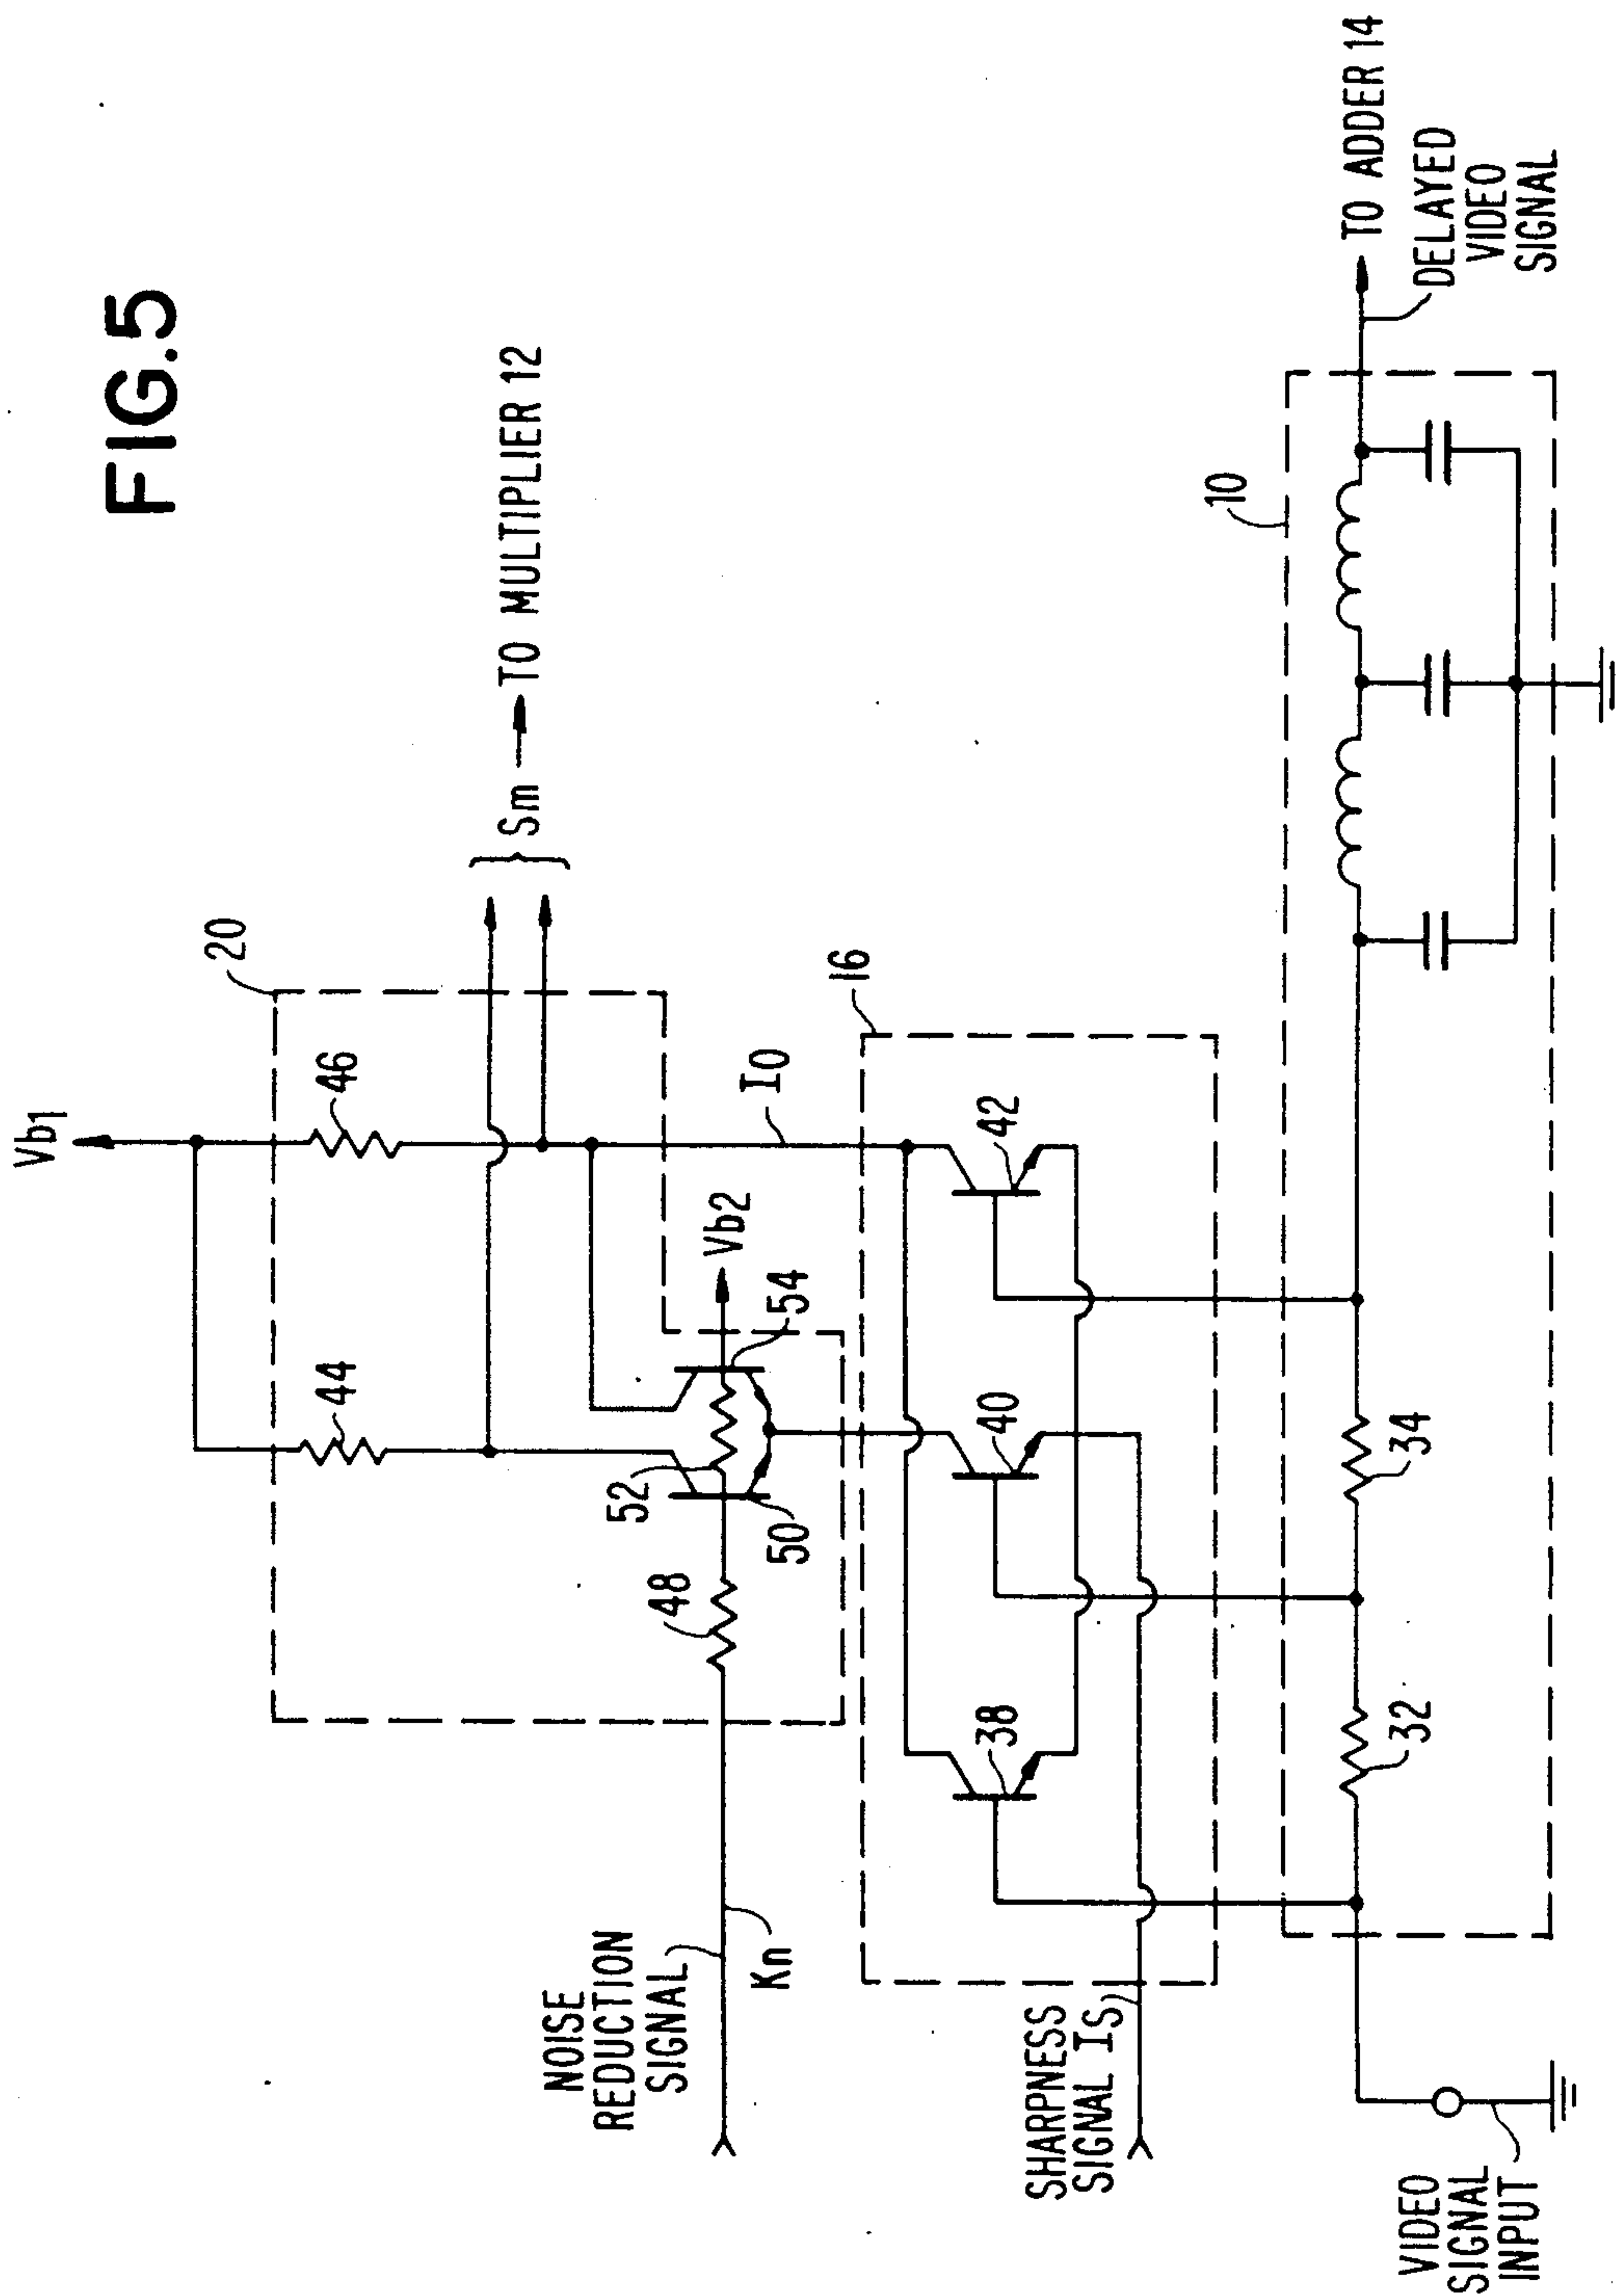 FIG.5
Vb1
20
44
46
Sm → TO MULTIPLIER 12
NOISE
REDUCTION
SIGNAL
Kn
48
52
50
54
Vb2
IO
16
38
40
42
SHARPNESS
SIGNAL IS
10
VIDEO
SIGNAL
INPUT
32
34
TO ADDER 14
DELAYED
VIDEO
SIGNAL